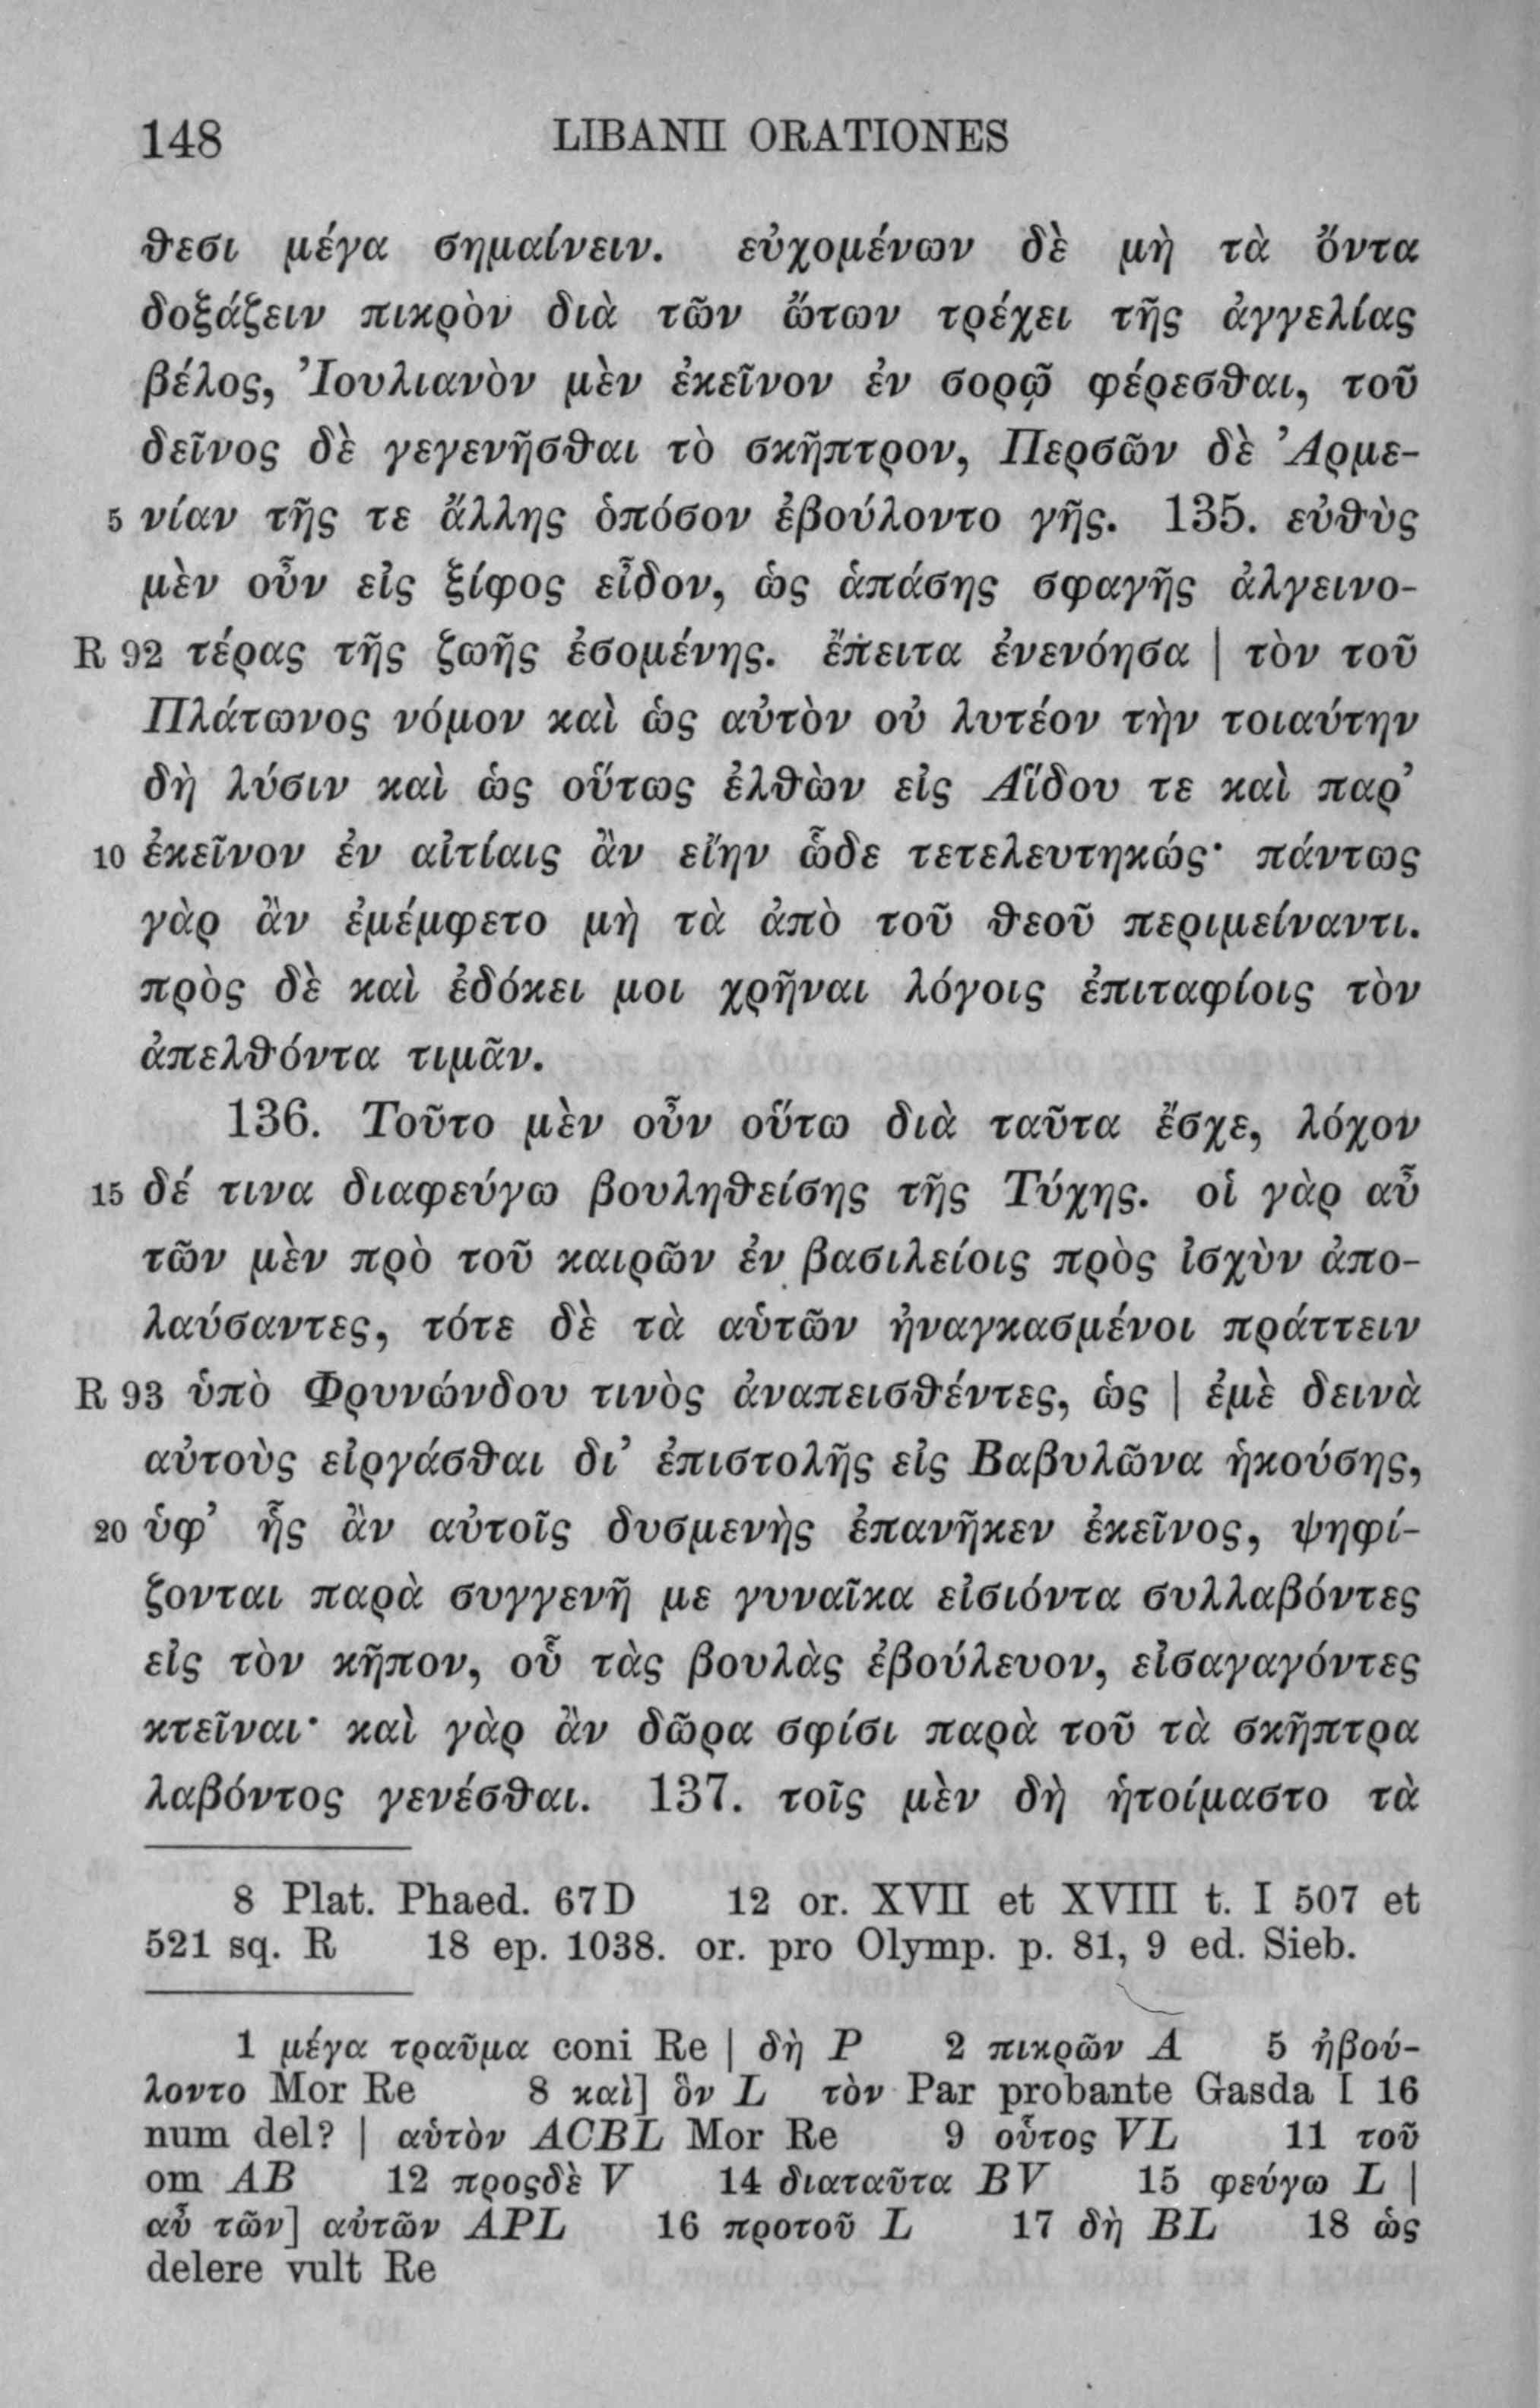 148 LIBANII ORATIONES
θεσι μέγα σημαίνειν. εὐχομένων δὲ μὴ τὰ ὄντα
δοξάζειν πικρὸν διὰ τῶν ὤτων τρέχει τῆς ἀγγελίας
βέλος, Ἰουλιανὸν μὲν ἐκεῖνον ἐν σορῷ φέρεσθαι, τοῦ
δεῖνος δὲ γεγενῆσθαι τὸ σκῆπτρον, Περσῶν δὲ Ἀρμε-
5 νίαν τῆς τε ἄλλης ὁπόσον ἐβούλοντο γῆς. 135. εὐθὺς
μὲν οὖν εἰς ξίφος εἶδον, ὡς ἁπάσης σφαγῆς ἀλγεινο-
R 92 τέρας τῆς ζωῆς ἐσομένης. ἔπειτα ἐνενόησα | τὸν τοῦ
Πλάτωνος νόμον καὶ ὡς αὐτὸν οὐ λυτέον τὴν τοιαύτην
δὴ λύσιν καὶ ὡς οὕτως ἐλθὼν εἰς Ἅΐδου τε καὶ παρ’
10 ἐκεῖνον ἐν αἰτίαις ἂν εἴην ὧδε τετελευτηκώς· πάντως
γὰρ ἂν ἐμέμφετο μὴ τὰ ἀπὸ τοῦ θεοῦ περιμείναντι.
πρὸς δὲ καὶ ἐδόκει μοι χρῆναι λόγοις ἐπιταφίοις τὸν
ἀπελθόντα τιμᾶν.
136. Τοῦτο μὲν οὖν οὕτω διὰ ταῦτα ἔσχε, λόχον
15 δέ τινα διαφεύγω βουληθείσης τῆς Τύχης. οἱ γὰρ αὖ
τῶν μὲν πρὸ τοῦ καιρῶν ἐν βασιλείοις πρὸς ἰσχὺν ἀπο-
λαύσαντες, τότε δὲ τὰ αὑτῶν ἠναγκασμένοι πράττειν
R 93 ὑπὸ Φρυνώνδου τινὸς ἀναπεισθέντες, ὡς | ἐμὲ δεινὰ
αὐτοὺς εἰργάσθαι δι’ ἐπιστολῆς εἰς Βαβυλῶνα ἡκούσης,
20 ὑφ’ ἧς ἂν αὐτοῖς δυσμενὴς ἐπανῆκεν ἐκεῖνος, ψηφί-
ζονται παρὰ συγγενῆ με γυναῖκα εἰσιόντα συλλαβόντες
εἰς τὸν κῆπον, οὗ τὰς βουλὰς ἐβούλευον, εἰσαγαγόντες
κτεῖναι· καὶ γὰρ ἂν δῶρα σφίσι παρὰ τοῦ τὰ σκῆπτρα
λαβόντος γενέσθαι. 137. τοῖς μὲν δὴ ἡτοίμαστο τὰ
8 Plat. Phaed. 67D 12 or. XVII et XVIII t. I 507 et
521 sq. R 18 ep. 1038. or. pro Olymp. p. 81, 9 ed. Sieb.
1 μέγα τραῦμα coni Re | δὴ P 2 πικρῶν A 5 ἠβού-
λοντο Mor Re 8 καὶ] ὃν L τὸν Par probante Gasda I 16
num del? | αὑτὸν ACBL Mor Re 9 οὗτος VL 11 τοῦ
om AB 12 προςδὲ V 14 διαταῦτα BV 15 φεύγω L |
αὖ τῶν] αὐτῶν APL 16 προτοῦ L 17 δὴ BL 18 ὡς
delere vult Re